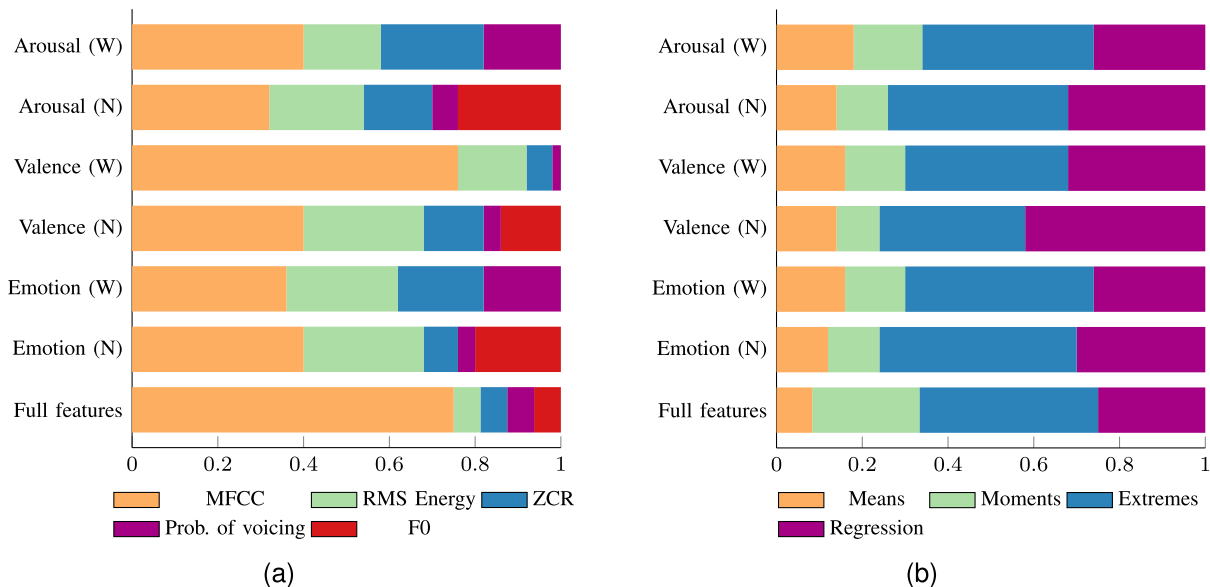 Arousal (W)
Arousal (N)
Valence (W)
Valence (N)
Emotion (W)
Emotion (N)
Full features
0 0.2 0.4 0.6 0.8 1
MFCC RMS Energy ZCR
Prob. of voicing F0
(a)
Arousal (W)
Arousal (N)
Valence (W)
Valence (N)
Emotion (W)
Emotion (N)
Full features
0 0.2 0.4 0.6 0.8 1
Means Moments Extremes
Regression
(b)